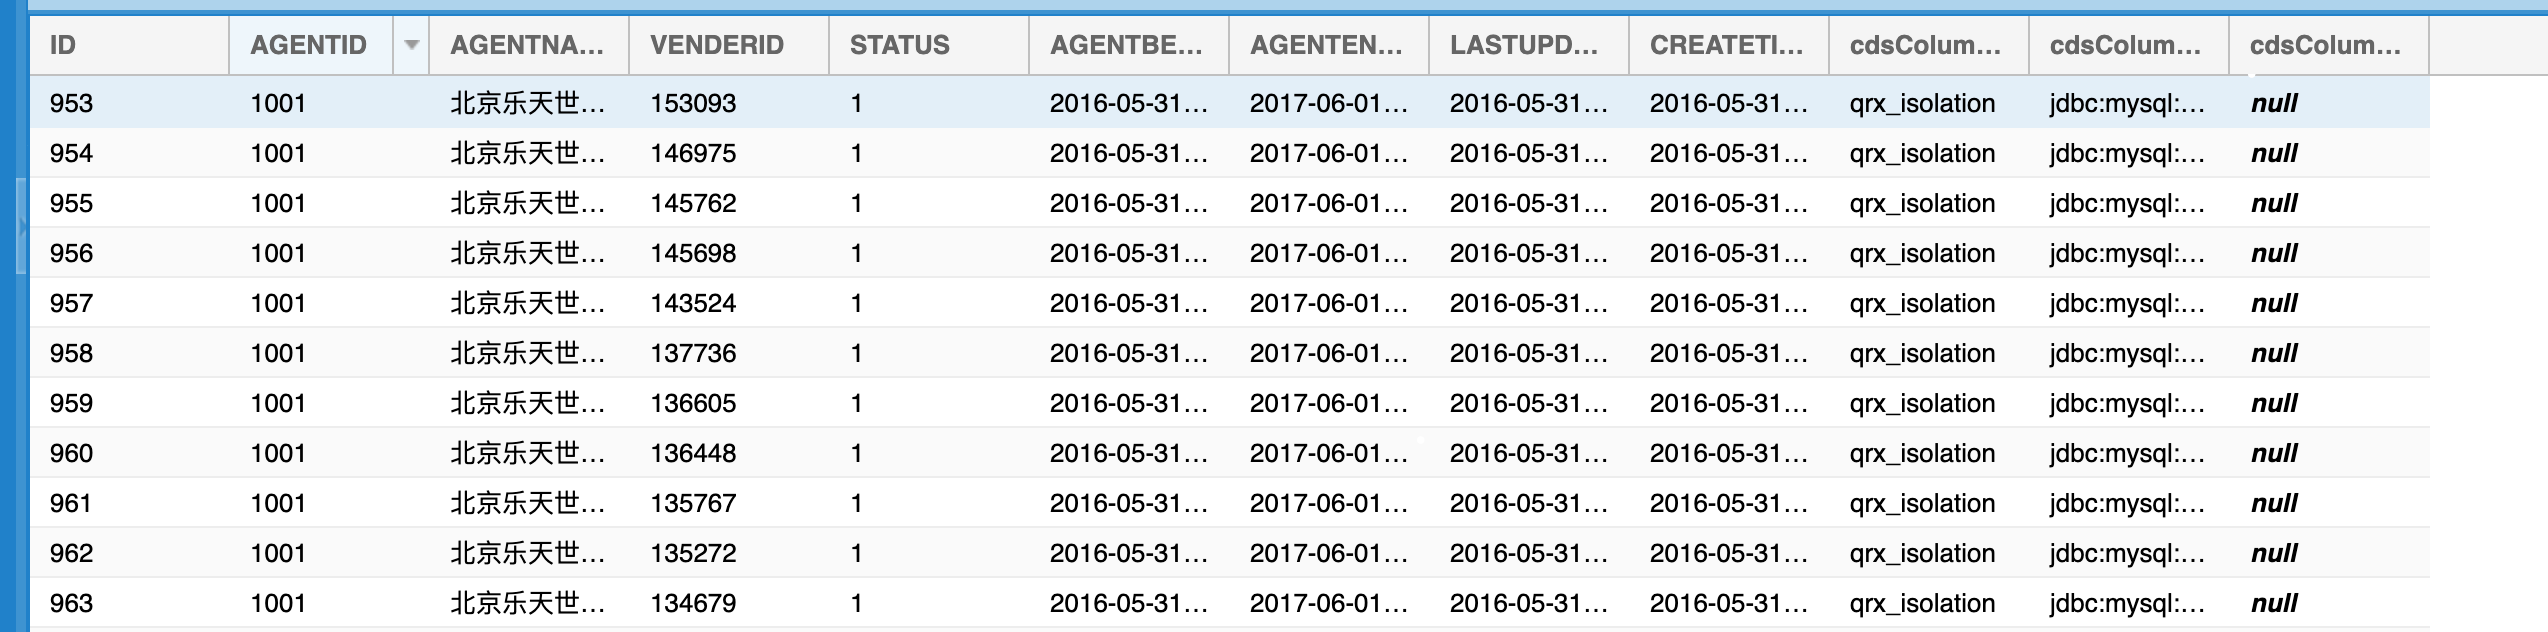 ID AGENTID AGENTNA... VENDERID STATUS AGENTBE... AGENTEN... LASTUPD... CREATETI... cdsColum... cdsColum... cdsColum...
953 1001 北京乐天世... 153093 1 2016-05-31... 2017-06-01... 2016-05-31... 2016-05-31... qrx_isolation jdbc:mysql:... null
954 1001 北京乐天世... 146975 1 2016-05-31... 2017-06-01... 2016-05-31... 2016-05-31... qrx_isolation jdbc:mysql:... null
955 1001 北京乐天世... 145762 1 2016-05-31... 2017-06-01... 2016-05-31... 2016-05-31... qrx_isolation jdbc:mysql:... null
956 1001 北京乐天世... 145698 1 2016-05-31... 2017-06-01... 2016-05-31... 2016-05-31... qrx_isolation jdbc:mysql:... null
957 1001 北京乐天世... 143524 1 2016-05-31... 2017-06-01... 2016-05-31... 2016-05-31... qrx_isolation jdbc:mysql:... null
958 1001 北京乐天世... 137736 1 2016-05-31... 2017-06-01... 2016-05-31... 2016-05-31... qrx_isolation jdbc:mysql:... null
959 1001 北京乐天世... 136605 1 2016-05-31... 2017-06-01... 2016-05-31... 2016-05-31... qrx_isolation jdbc:mysql:... null
960 1001 北京乐天世... 136448 1 2016-05-31... 2017-06-01... 2016-05-31... 2016-05-31... qrx_isolation jdbc:mysql:... null
961 1001 北京乐天世... 135767 1 2016-05-31... 2017-06-01... 2016-05-31... 2016-05-31... qrx_isolation jdbc:mysql:... null
962 1001 北京乐天世... 135272 1 2016-05-31... 2017-06-01... 2016-05-31... 2016-05-31... qrx_isolation jdbc:mysql:... null
963 1001 北京乐天世... 134679 1 2016-05-31... 2017-06-01... 2016-05-31... 2016-05-31... qrx_isolation jdbc:mysql:... null